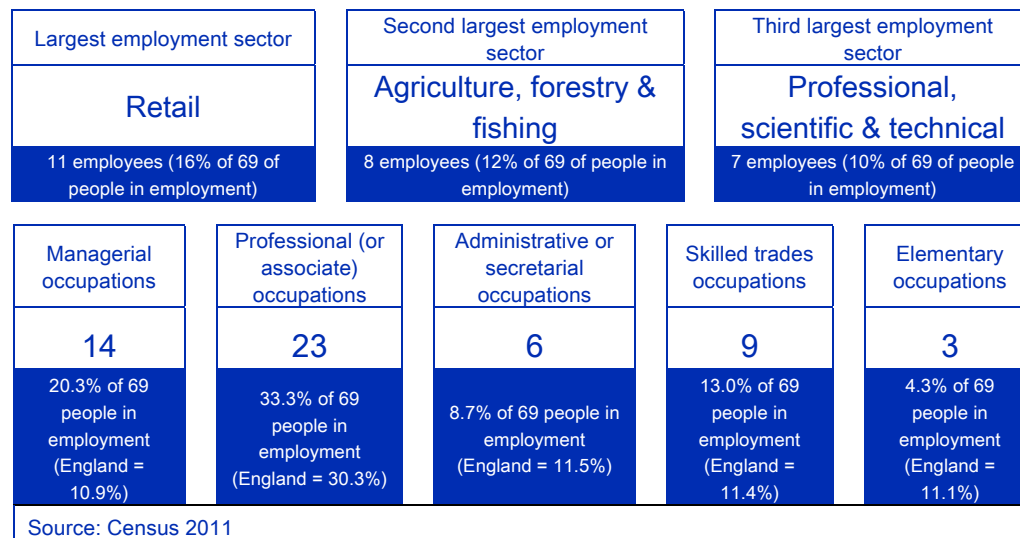 Largest employment sector
Retail
11 employees (16% of 69 of
people in employment)
Second largest employment
sector
Agriculture, forestry &
fishing
8 employees (12% of 69 of people in
employment)
Third largest employment
sector
Professional,
scientific & technical
7 employees (10% of 69 of people
in employment)
Managerial
occupations
14
20.3% of 69
people in
employment
(England =
10.9%)
Professional (or
associate)
occupations
23
33.3% of 69
people in
employment
(England = 30.3%)
Administrative or
secretarial
occupations
6
8.7% of 69 people in
employment
(England = 11.5%)
Skilled trades
occupations
9
13.0% of 69
people in
employment
(England =
11.4%)
Elementary
occupations
3
4.3% of 69
people in
employment
(England =
11.1%)
Source: Census 2011